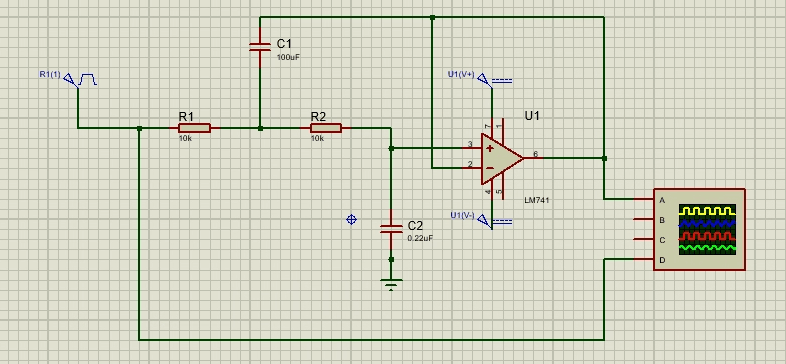 C1
100uF
R1(1)
U1(V+)
R1
10k
R2
10k
U1
7
1
3
2
6
4
5
LM741
U1(V-)
C2
0.22uF
A
B
C
D